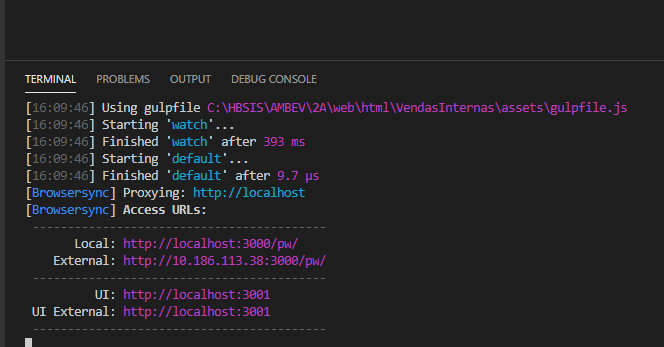 TERMINAL PROBLEMS OUTPUT DEBUG CONSOLE
[16:09:46] Using gulpfile C:\HBSIS\AMBEV\2A\web\html\VendasInternas\assets\gulpfile.js
[16:09:46] Starting 'watch'...
[16:09:46] Finished 'watch' after 393 ms
[16:09:46] Starting 'default'...
[16:09:46] Finished 'default' after 9.7 μs
[Browsersync] Proxying: http://localhost
[Browsersync] Access URLs:
--------------------------------------
Local: http://localhost:3000/pw/
External: http://10.186.113.38:3000/pw/
--------------------------------------
UI: http://localhost:3001
UI External: http://localhost:3001
--------------------------------------